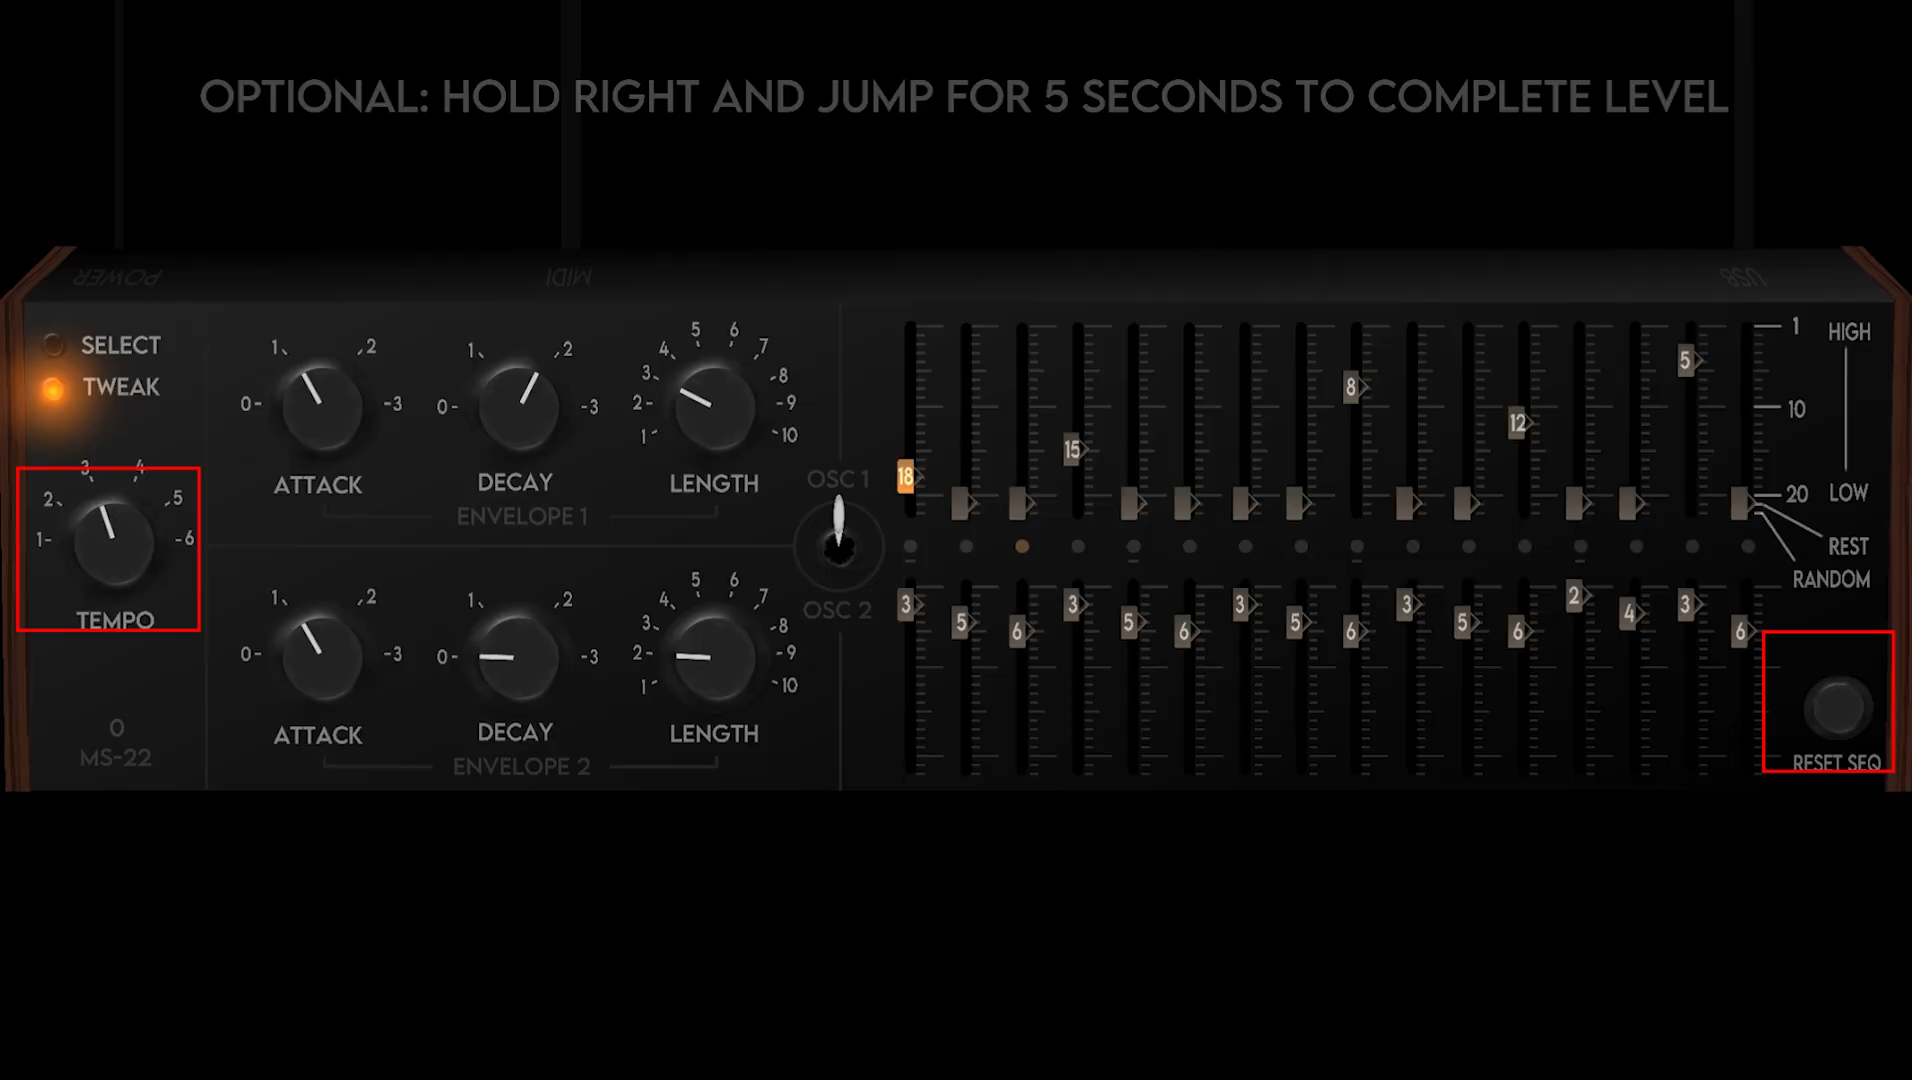 OPTIONAL: HOLD RIGHT AND JUMP FOR 5 SECONDS TO COMPLETE LEVEL
POWER MIDI USB
SELECT
TWEAK
1 2 3 4 5 6
TEMPO
0
MS-22
0 1 2 3
ATTACK
0 1 2 3
DECAY
1 2 3 4 5 6 7 8 9 10
LENGTH
ENVELOPE 1
0 1 2 3
ATTACK
0 1 2 3
DECAY
1 2 3 4 5 6 7 8 9 10
LENGTH
ENVELOPE 2
OSC 1
OSC 2
18 15 8 12 5
3 5 6 3 5 6 3 5 6 3 5 6 2 4 3 6
1 HIGH
10
20 LOW
REST
RANDOM
RESET SEQ